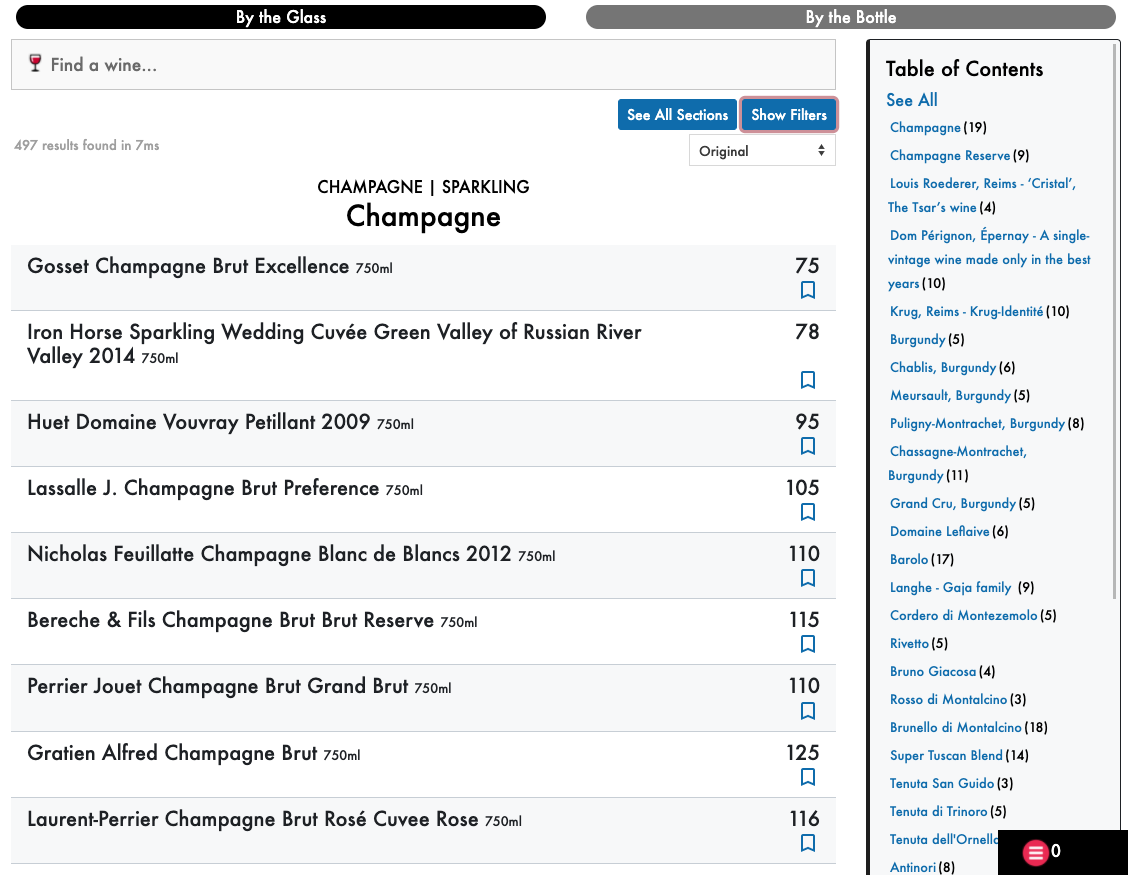 By the Glass
By the Bottle
Find a wine...
See All Sections
Show Filters
497 results found in 7ms
Original
CHAMPAGNE | SPARKLING
Champagne
Gosset Champagne Brut Excellence 750ml 75
Iron Horse Sparkling Wedding Cuvée Green Valley of Russian River 78
Valley 2014 750ml
Huet Domaine Vouvray Petillant 2009 750ml 95
Lassalle J. Champagne Brut Preference 750ml 105
Nicholas Feuillatte Champagne Blanc de Blancs 2012 750ml 110
Bereche & Fils Champagne Brut Brut Reserve 750ml 115
Perrier Jouet Champagne Brut Grand Brut 750ml 110
Gratien Alfred Champagne Brut 750ml 125
Laurent-Perrier Champagne Brut Rosé Cuvee Rose 750ml 116
Table of Contents
See All
Champagne (19)
Champagne Reserve (9)
Louis Roederer, Reims - ‘Cristal’,
The Tsar’s wine (4)
Dom Pérignon, Épernay - A single-
vintage wine made only in the best
years (10)
Krug, Reims - Krug-Identité (10)
Burgundy (5)
Chablis, Burgundy (6)
Meursault, Burgundy (5)
Puligny-Montrachet, Burgundy (8)
Chassagne-Montrachet,
Burgundy (11)
Grand Cru, Burgundy (5)
Domaine Leflaive (6)
Barolo (17)
Langhe - Gaja family (9)
Cordero di Montezemolo (5)
Rivetto (5)
Bruno Giacosa (4)
Rosso di Montalcino (3)
Brunello di Montalcino (18)
Super Tuscan Blend (14)
Tenuta San Guido (3)
Tenuta di Trinoro (5)
Tenuta dell'Ornella
Antinori (8)
0